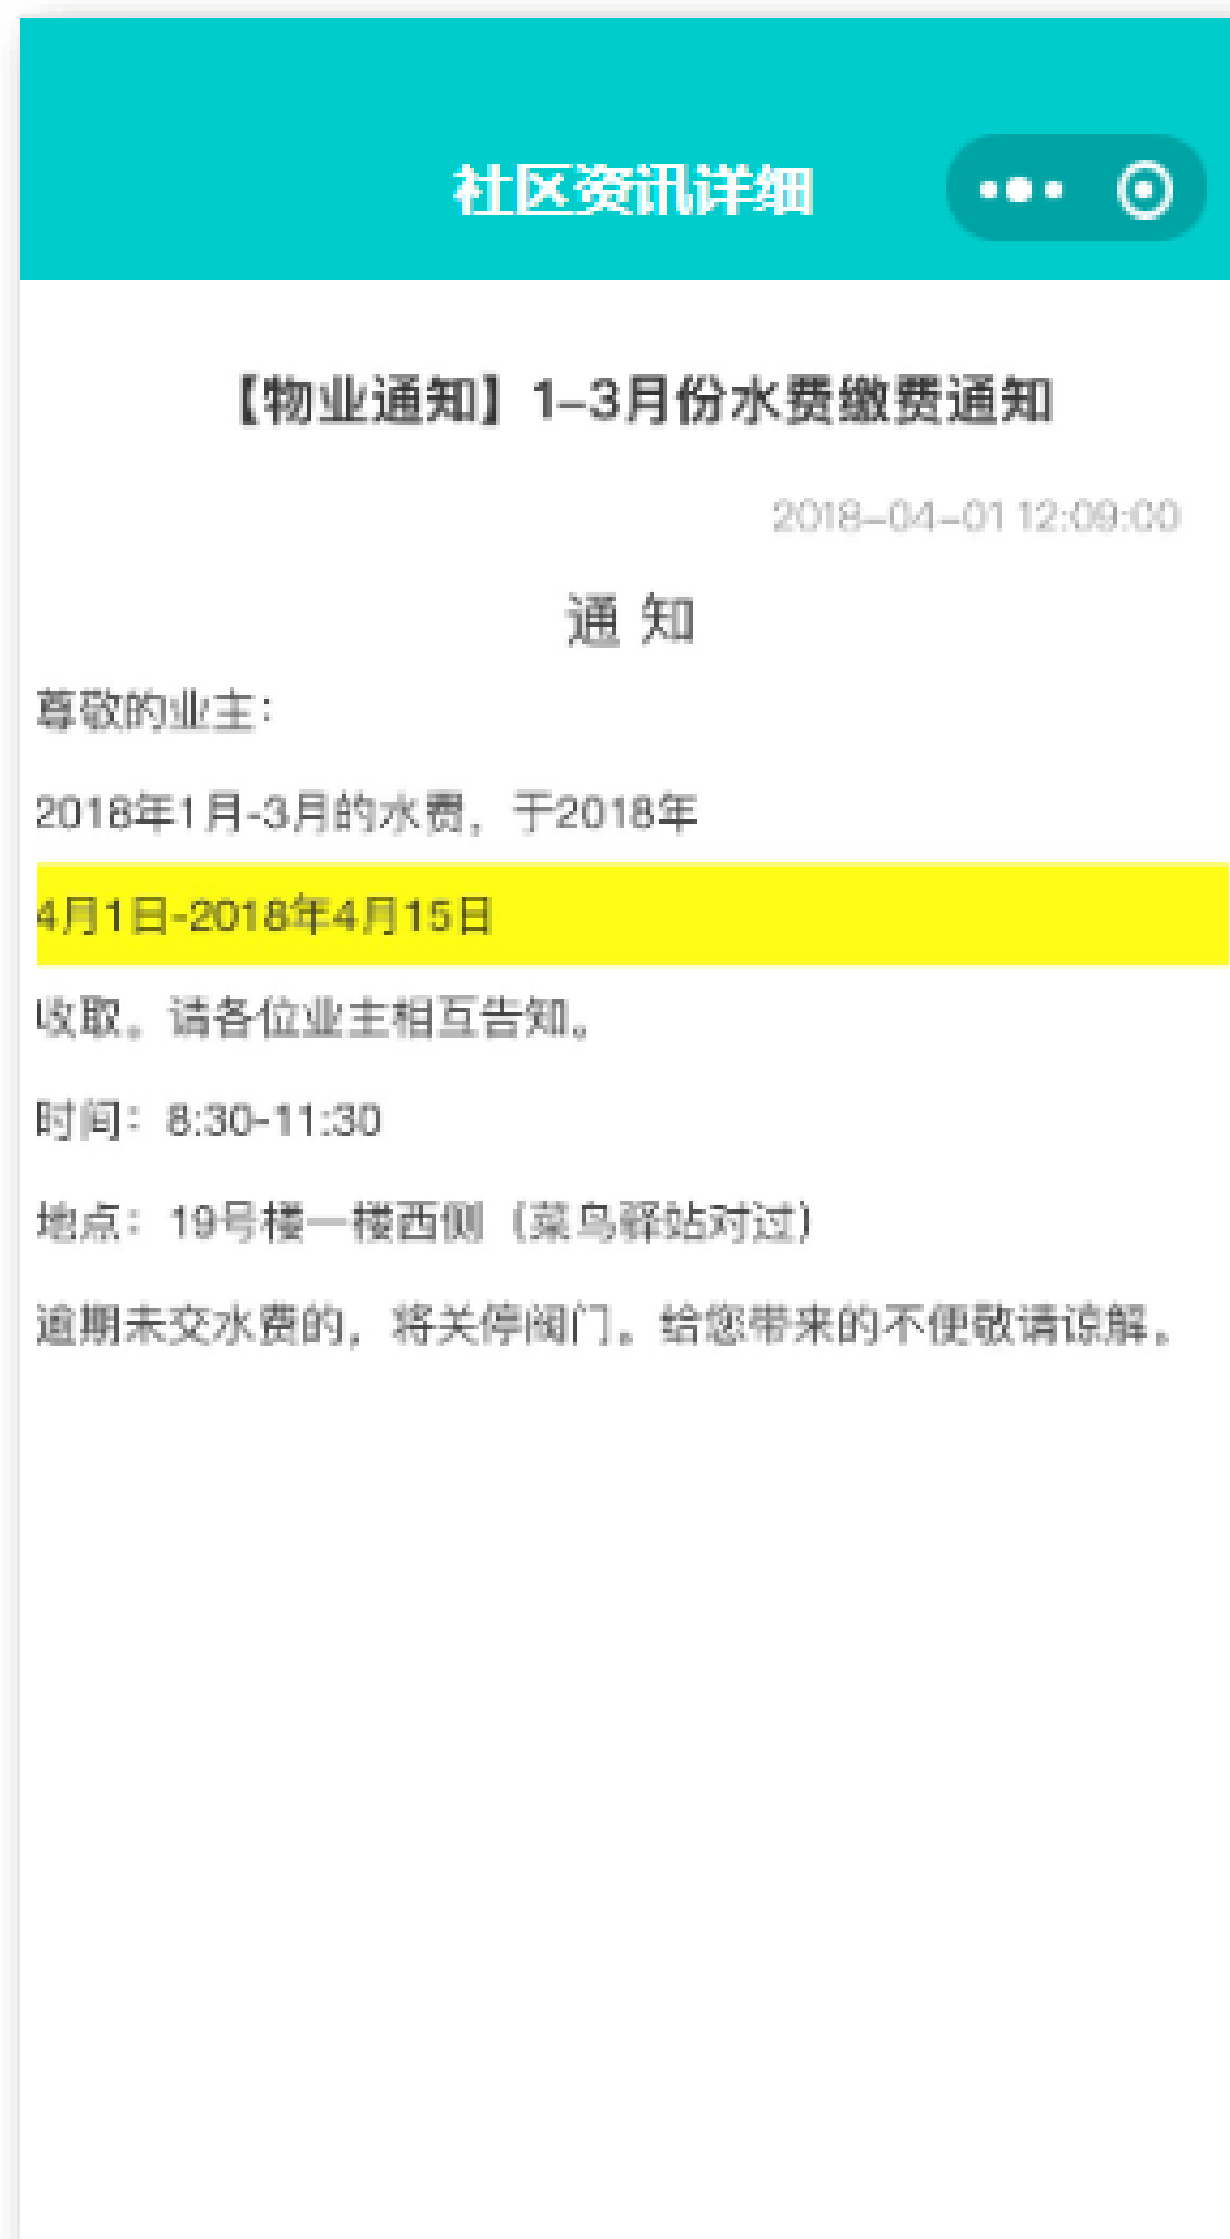 社区资讯详细
【物业通知】1-3月份水费缴费通知
2018-04-01 12:09:00
通 知
尊敬的业主：
2018年1月-3月的水费，于2018年
4月1日-2018年4月15日
收取。请各位业主相互告知。
时间：8:30-11:30
地点：19号楼一楼西侧（菜鸟驿站对过）
逾期未交水费的，将关停阀门。给您带来的不便敬请谅解。